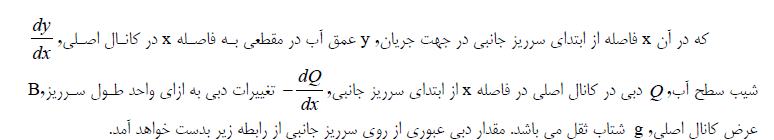 که در آن x فاصله از ابتدای سرریز جانبی در جهت جریان, y عمق آب در مقطعی به فاصله x در کانال اصلی, dy/dx
شیب سطح آب, Q دبی در کانال اصلی در فاصله x از ابتدای سرریز جانبی, -dQ/dx تغییرات دبی به ازای واحد طول سرریز, B
عرض کانال اصلی, g شتاب ثقل می باشد. مقدار دبی عبوری از روی سرریز جانبی از رابطه زیر بدست خواهد آمد.